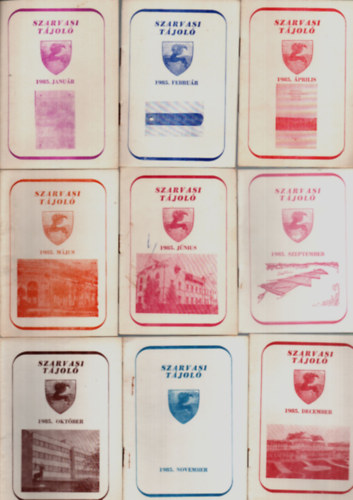 SZARVASI
TÁJOLÓ
1985. JANUÁR
SZARVASI
TÁJOLÓ
1985. FEBRUÁR
SZARVASI
TÁJOLÓ
1985. ÁPRILIS
SZARVASI
TÁJOLÓ
1985. MÁJUS
SZARVASI
TÁJOLÓ
1985. JÚNIUS
SZARVASI
TÁJOLÓ
1985. SZEPTEMBER
SZARVASI
TÁJOLÓ
1985. OKTÓBER
SZARVASI
TÁJOLÓ
1985. NOVEMBER
SZARVASI
TÁJOLÓ
1985. DECEMBER